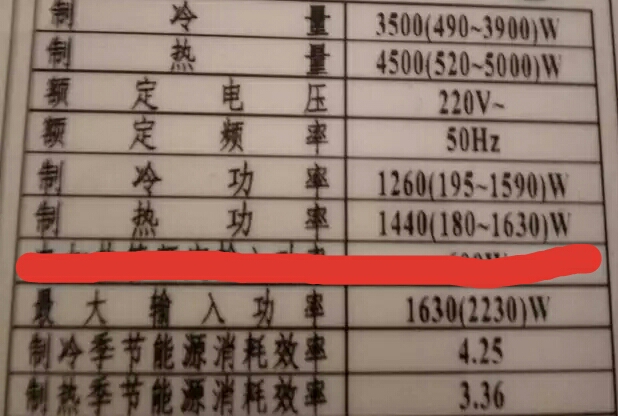 制冷量 3500(490~3900)W
制热量 4500(520~5000)W
额定电压 220V~
额定频率 50Hz
制冷功率 1260(195~1590)W
制热功率 1440(180~1630)W
最大输入功率 1630(2230)W
制冷季节能源消耗效率 4.25
制热季节能源消耗效率 3.36